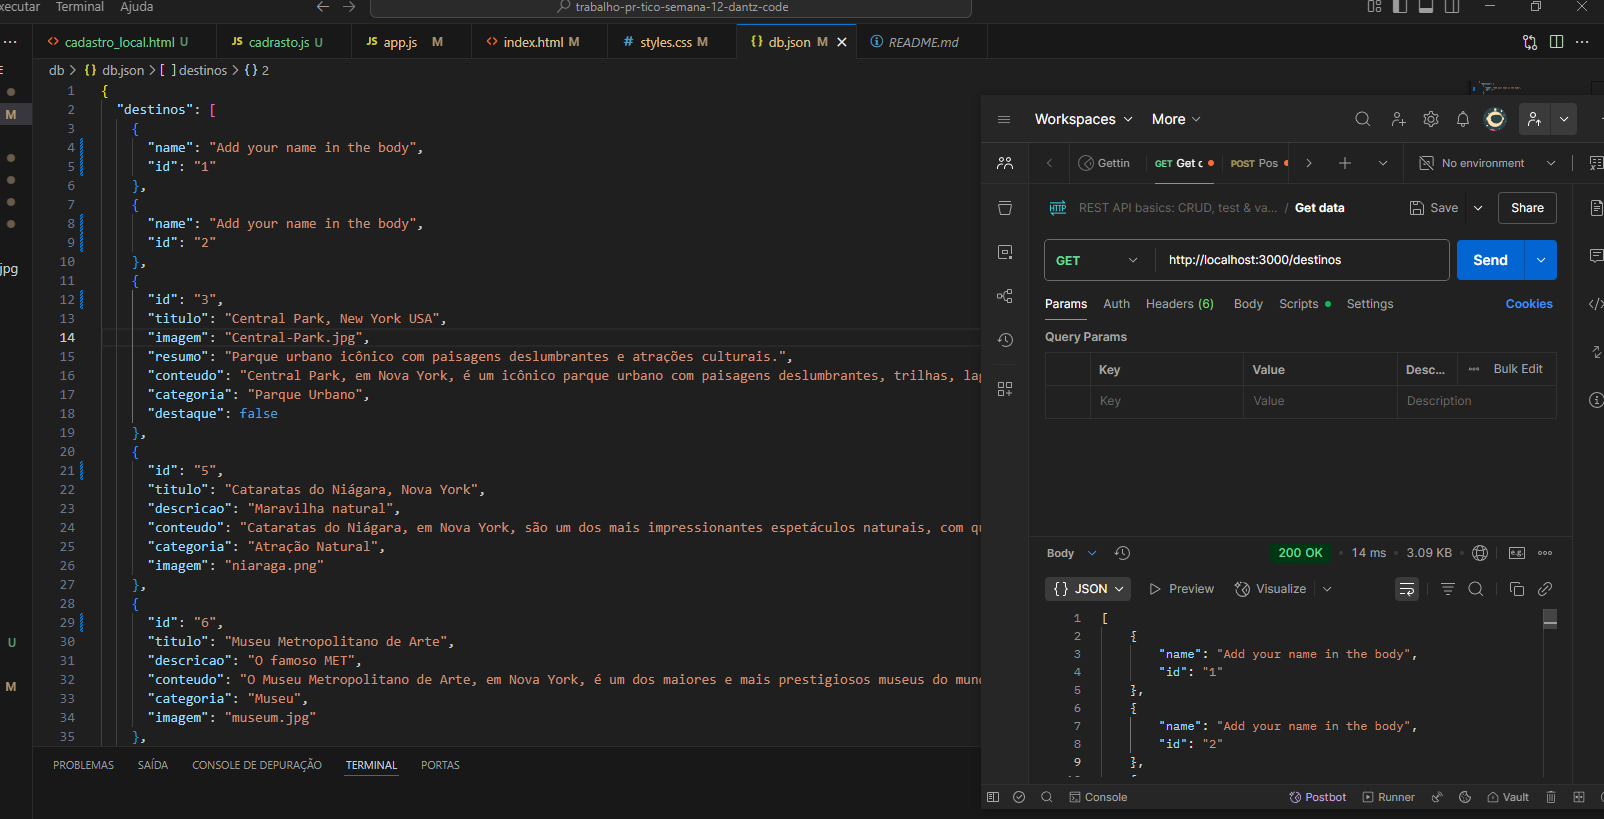 xecutar Terminal Ajuda
trabalho-pr-tico-semana-12-dantz-code
cadastro_local.html U
JS cadrasto.js U
JS app.js M
<> index.html M
# styles.css M
{} db.json M
README.md
db > {} db.json > [ ] destinos > {} 2
E
M
jpg
U
M
1 {
2 "destinos": [
3 {
4 "name": "Add your name in the body",
5 "id": "1"
6 },
7 {
8 "name": "Add your name in the body",
9 "id": "2"
10 },
11 {
12 "id": "3",
13 "titulo": "Central Park, New York USA",
14 "imagem": "Central-Park.jpg",
15 "resumo": "Parque urbano icônico com paisagens deslumbrantes e atrações culturais.",
16 "conteudo": "Central Park, em Nova York, é um icônico parque urbano com paisagens deslumbrantes, trilhas, lag
17 "categoria": "Parque Urbano",
18 "destaque": false
19 },
20 {
21 "id": "5",
22 "titulo": "Cataratas do Niágara, Nova York",
23 "descricao": "Maravilha natural",
24 "conteudo": "Cataratas do Niágara, em Nova York, são um dos mais impressionantes espetáculos naturais, com qu
25 "categoria": "Atração Natural",
26 "imagem": "niaraga.png"
27 },
28 {
29 "id": "6",
30 "titulo": "Museu Metropolitano de Arte",
31 "descricao": "O famoso MET",
32 "conteudo": "O Museu Metropolitano de Arte, em Nova York, é um dos maiores e mais prestigiosos museus do mund
33 "categoria": "Museu",
34 "imagem": "museum.jpg"
35 },
PROBLEMAS SAÍDA CONSOLE DE DEPURAÇÃO TERMINAL PORTAS
Workspaces More
Gettin GET Get c POST Pos No environment
HTTP REST API basics: CRUD, test & va... / Get data Save Share
GET http://localhost:3000/destinos Send
Params Auth Headers (6) Body Scripts Settings Cookies
Query Params
Key Value Desc... Bulk Edit
Key Value Description
Body 200 OK 14 ms 3.09 KB e.g.
{} JSON Preview Visualize
1 [
2 {
3 "name": "Add your name in the body",
4 "id": "1"
5 },
6 {
7 "name": "Add your name in the body",
8 "id": "2"
9 },
Console Postbot Runner Vault